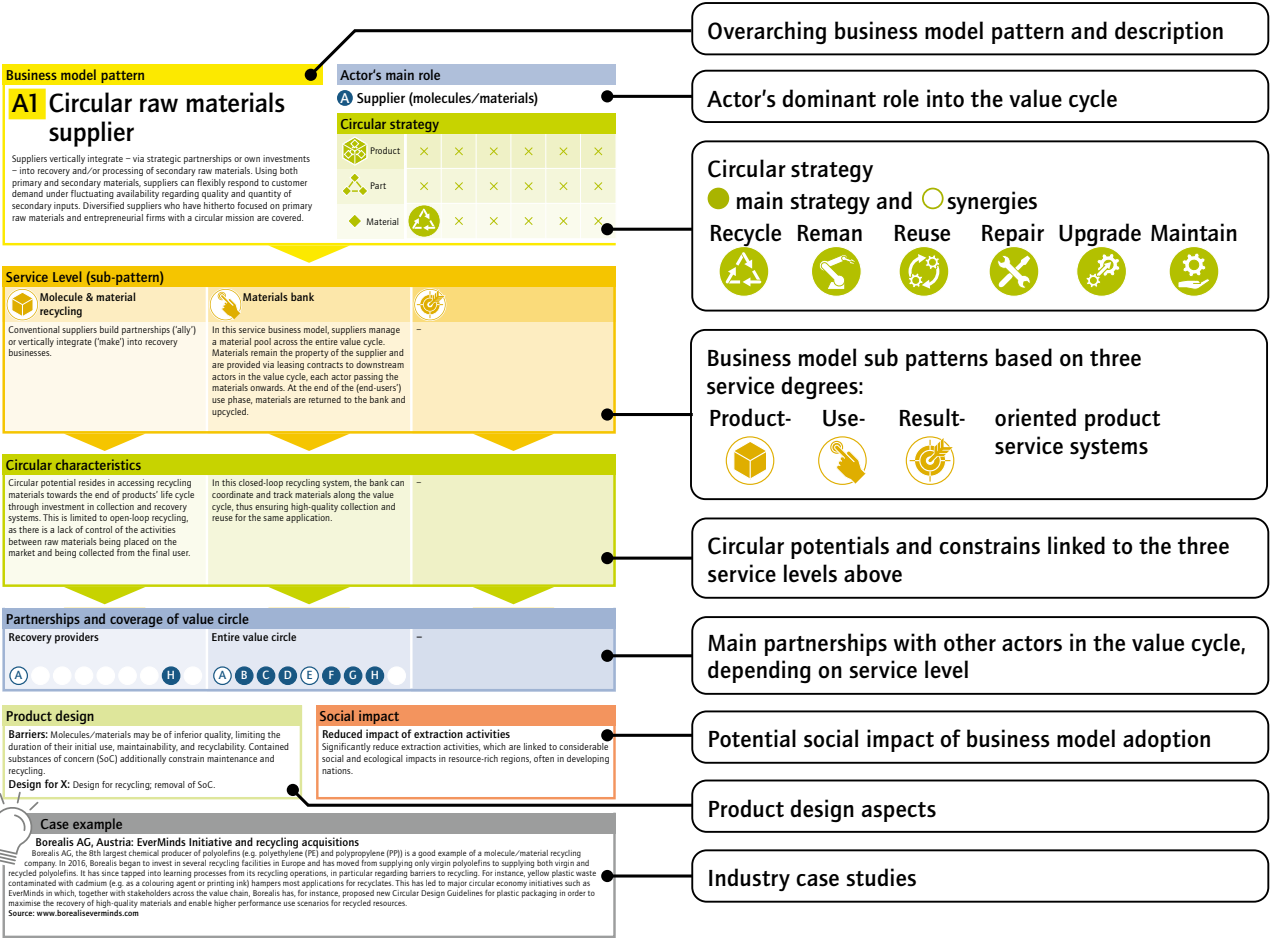 Overarching business model pattern and description
Business model pattern
Actor's main role
A1 Circular raw materials
supplier
A Supplier (molecules/materials)
Actor's dominant role into the value cycle
Circular strategy
Product × × × × × ×
Part × × × × × ×
Material × × × × ×
Suppliers vertically integrate – via strategic partnerships or own investments
– into recovery and/or processing of secondary raw materials. Using both
primary and secondary materials, suppliers can flexibly respond to customer
demand under fluctuating availability regarding quality and quantity of
secondary inputs. Diversified suppliers who have hitherto focused on primary
raw materials and entrepreneurial firms with a circular mission are covered.
Circular strategy
main strategy and synergies
Recycle Reman Reuse Repair Upgrade Maintain
Service Level (sub-pattern)
Molecule & material
recycling
Conventional suppliers build partnerships ('ally')
or vertically integrate ('make') into recovery
businesses.
Materials bank
In this service business model, suppliers manage
a material pool across the entire value cycle.
Materials remain the property of the supplier and
are provided via leasing contracts to downstream
actors in the value cycle, each actor passing the
materials onwards. At the end of the (end-users')
use phase, materials are returned to the bank and
upcycled.
–
Business model sub patterns based on three
service degrees:
Product- Use- Result- oriented product
service systems
Circular characteristics
Circular potential resides in accessing recycling
materials towards the end of products' life cycle
through investment in collection and recovery
systems. This is limited to open-loop recycling,
as there is a lack of control of the activities
between raw materials being placed on the
market and being collected from the final user.
In this closed-loop recycling system, the bank can
coordinate and track materials along the value
cycle, thus ensuring high-quality collection and
reuse for the same application.
–
Circular potentials and constrains linked to the three
service levels above
Partnerships and coverage of value circle
Recovery providers
A H
Entire value circle
A B C D E F G H
–
Main partnerships with other actors in the value cycle,
depending on service level
Product design
Barriers: Molecules/materials may be of inferior quality, limiting the
duration of their initial use, maintainability, and recyclability. Contained
substances of concern (SoC) additionally constrain maintenance and
recycling.
Design for X: Design for recycling; removal of SoC.
Social impact
Reduced impact of extraction activities
Significantly reduce extraction activities, which are linked to considerable
social and ecological impacts in resource-rich regions, often in developing
nations.
Potential social impact of business model adoption
Product design aspects
Case example
Borealis AG, Austria: EverMinds Initiative and recycling acquisitions
Borealis AG, the 8th largest chemical producer of polyolefins (e.g. polyethylene (PE) and polypropylene (PP)) is a good example of a molecule/material recycling
company. In 2016, Borealis began to invest in several recycling facilities in Europe and has moved from supplying only virgin polyolefins to supplying both virgin and
recycled polyolefins. It has since tapped into learning processes from its recycling operations, in particular regarding barriers to recycling. For instance, yellow plastic waste
contaminated with cadmium (e.g. as a colouring agent or printing ink) hampers most applications for recyclates. This has led to major circular economy initiatives such as
EverMinds in which, together with stakeholders across the value chain, Borealis has, for instance, proposed new Circular Design Guidelines for plastic packaging in order to
maximise the recovery of high-quality materials and enable higher performance use scenarios for recycled resources.
Source: www.borealiseverminds.com
Industry case studies